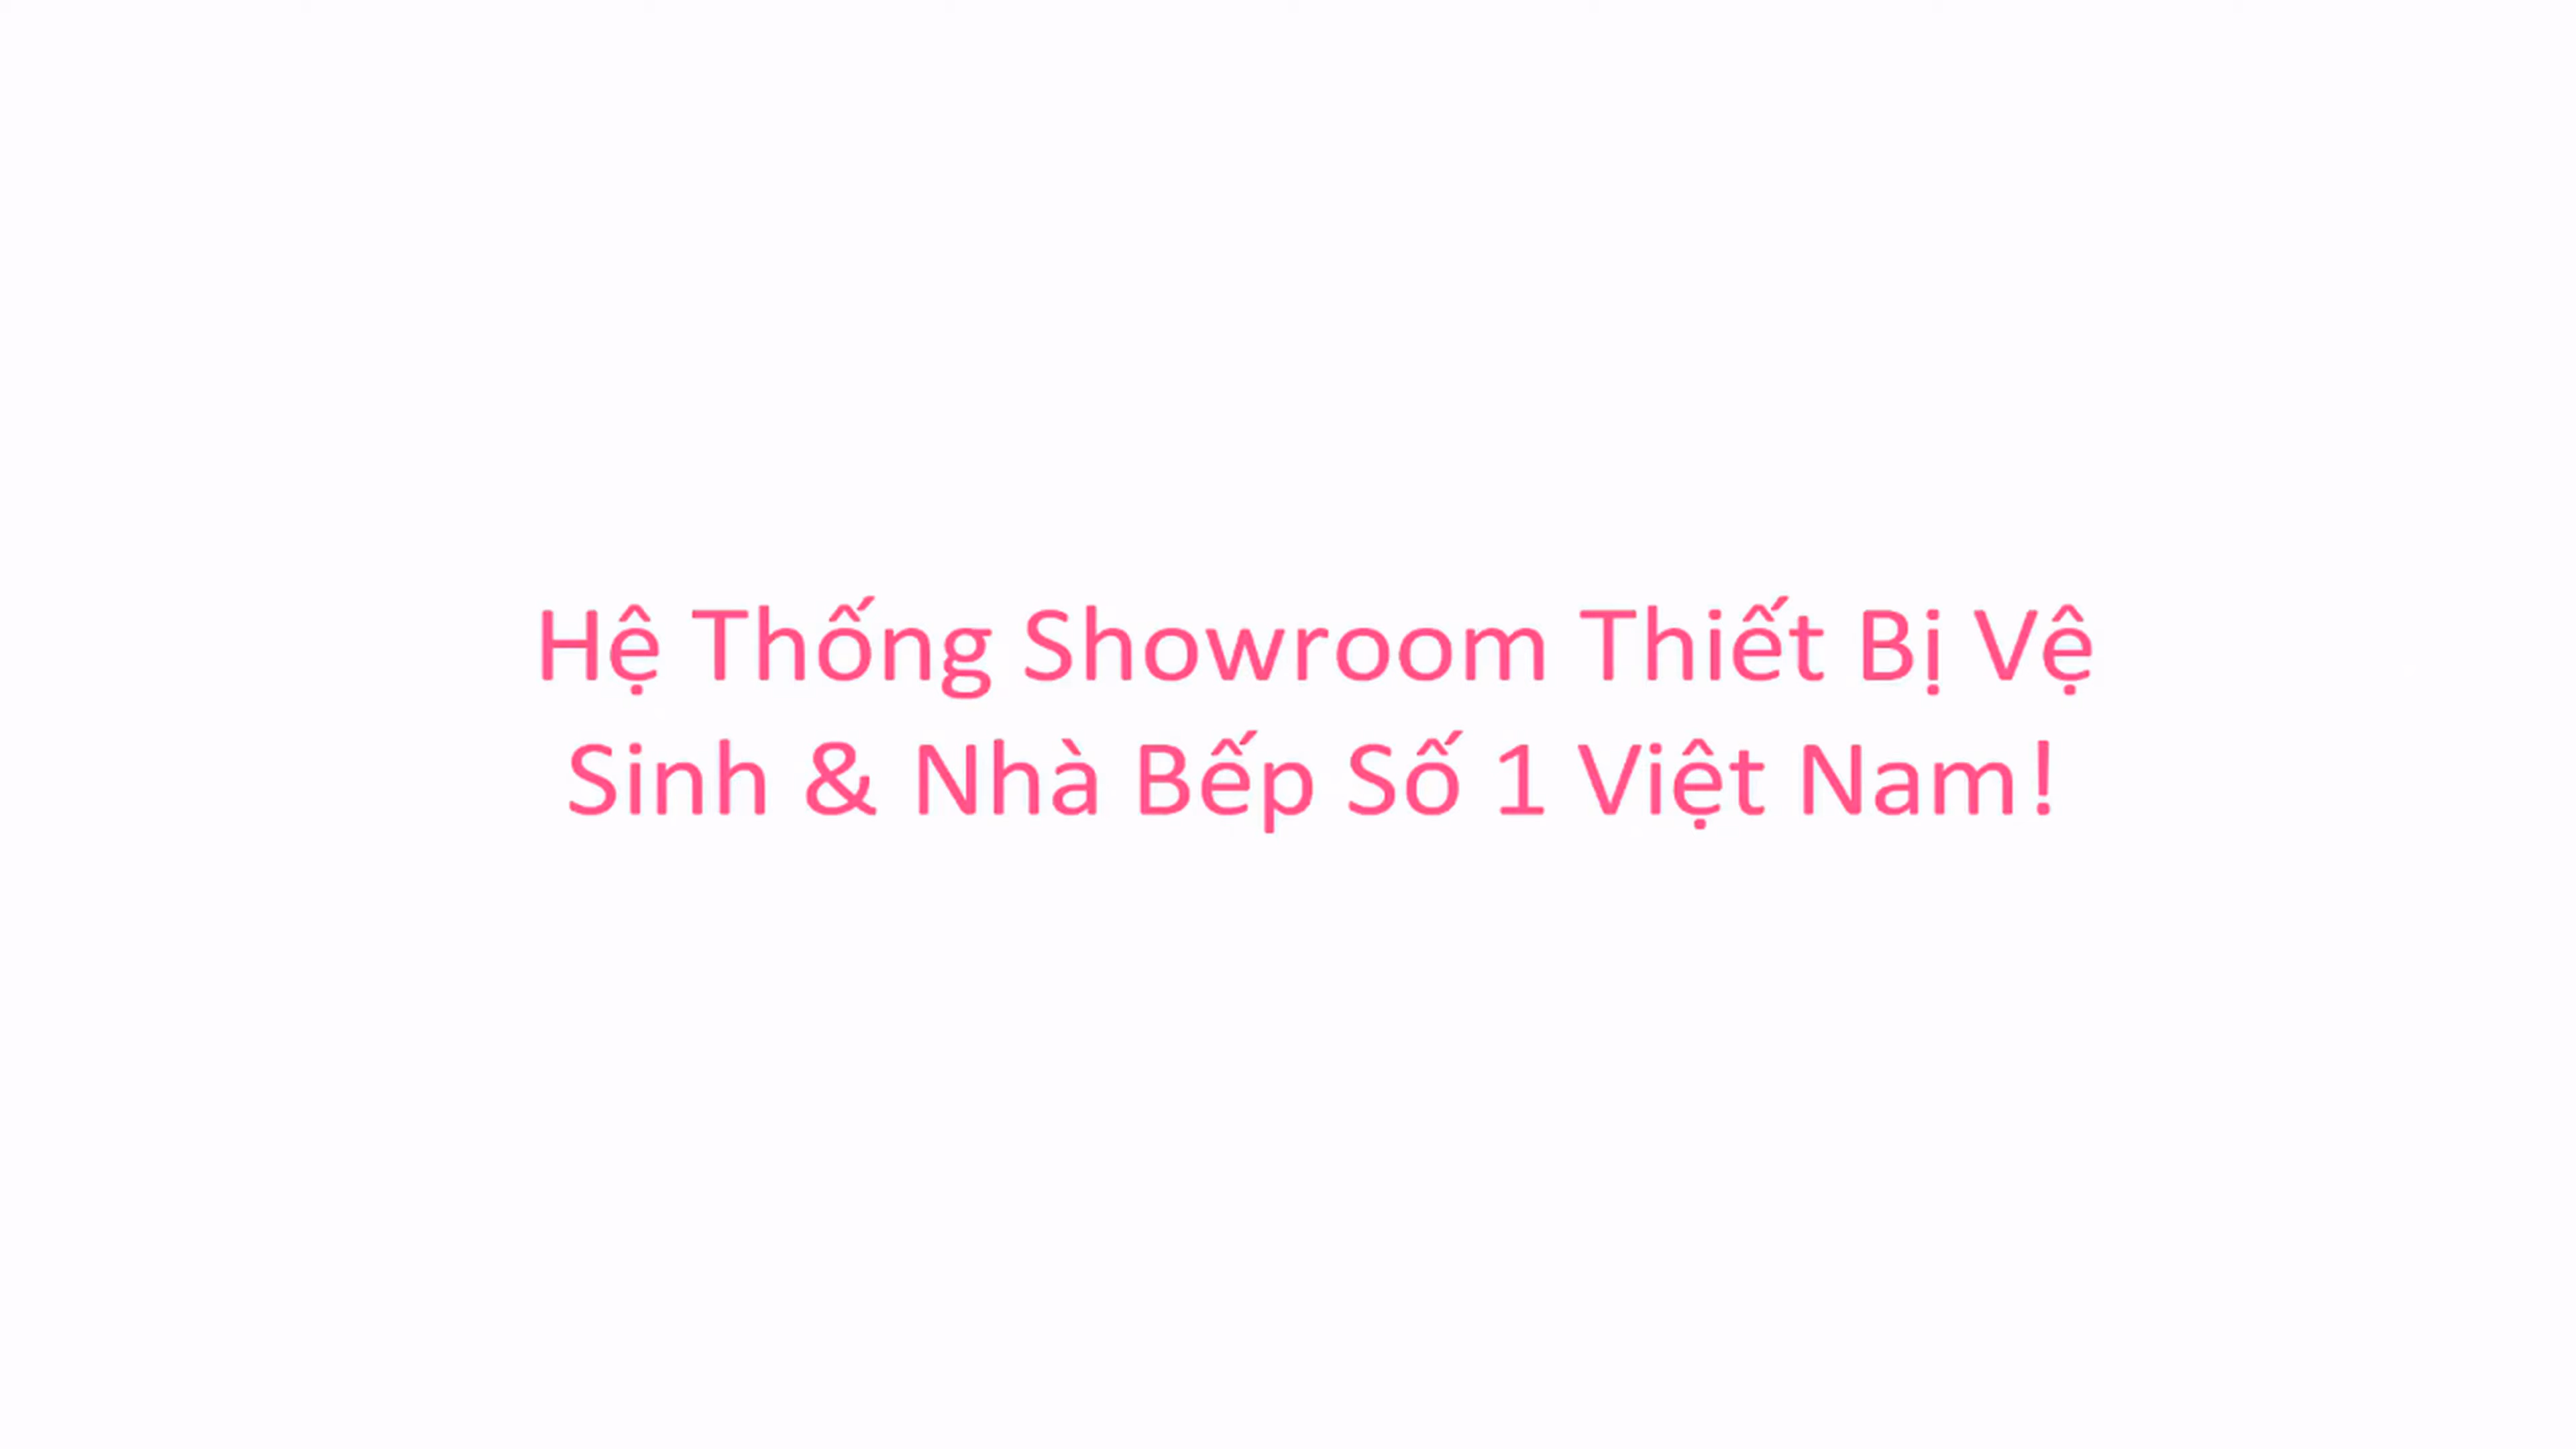 Hệ Thống Showroom Thiết Bị Vệ
Sinh & Nhà Bếp Số 1 Việt Nam!